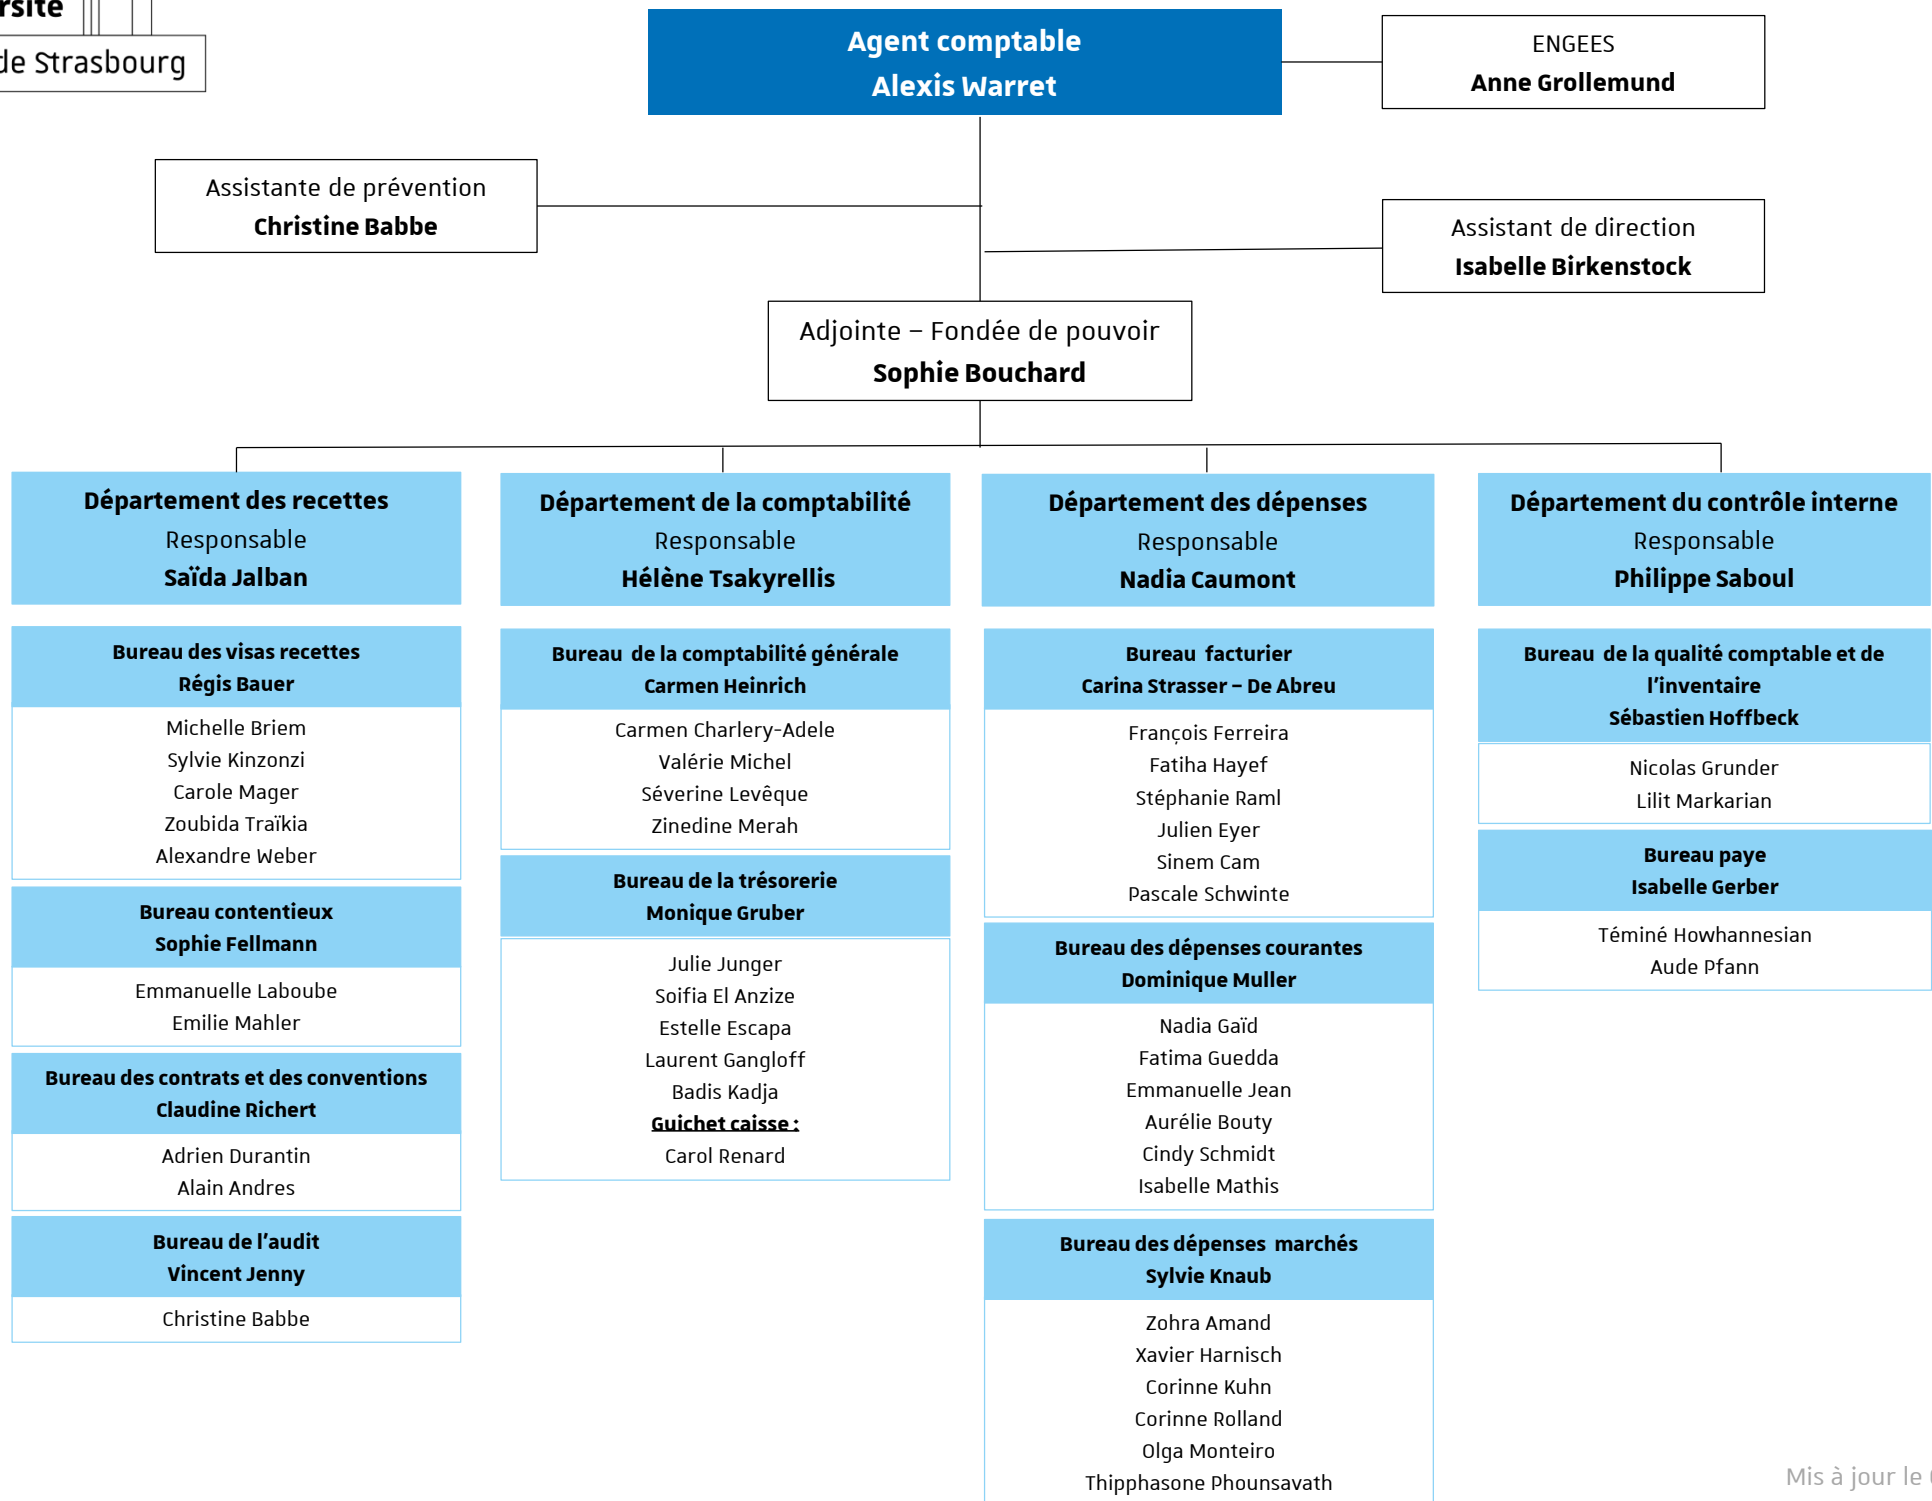 de Strasbourg
Agent comptable
Alexis Warret
ENGEES
Anne Grollemund
Assistante de prévention
Christine Babbe
Assistant de direction
Isabelle Birkenstock
Adjointe – Fondée de pouvoir
Sophie Bouchard
Département des recettes
Responsable
Saïda Jalban
Bureau des visas recettes
Régis Bauer
Michelle Briem
Sylvie Kinzonzi
Carole Mager
Zoubida Traïkia
Alexandre Weber
Bureau contentieux
Sophie Fellmann
Emmanuelle Laboube
Emilie Mahler
Bureau des contrats et des conventions
Claudine Richert
Adrien Durantin
Alain Andres
Bureau de l'audit
Vincent Jenny
Christine Babbe
Département de la comptabilité
Responsable
Hélène Tsakyrellis
Bureau de la comptabilité générale
Carmen Heinrich
Carmen Charlery-Adele
Valérie Michel
Séverine Levêque
Zinedine Merah
Bureau de la trésorerie
Monique Gruber
Julie Junger
Soifia El Anzize
Estelle Escapa
Laurent Gangloff
Badis Kadja
Guichet caisse :
Carol Renard
Département des dépenses
Responsable
Nadia Caumont
Bureau facturier
Carina Strasser – De Abreu
François Ferreira
Fatiha Hayef
Stéphanie Raml
Julien Eyer
Sinem Cam
Pascale Schwinte
Bureau des dépenses courantes
Dominique Muller
Nadia Gaïd
Fatima Guedda
Emmanuelle Jean
Aurélie Bouty
Cindy Schmidt
Isabelle Mathis
Bureau des dépenses marchés
Sylvie Knaub
Zohra Amand
Xavier Harnisch
Corinne Kuhn
Corinne Rolland
Olga Monteiro
Thipphasone Phounsavath
Département du contrôle interne
Responsable
Philippe Saboul
Bureau de la qualité comptable et de
l'inventaire
Sébastien Hoffbeck
Nicolas Grunder
Lilit Markarian
Bureau paye
Isabelle Gerber
Téminé Howhannesian
Aude Pfann
Mis à jour le